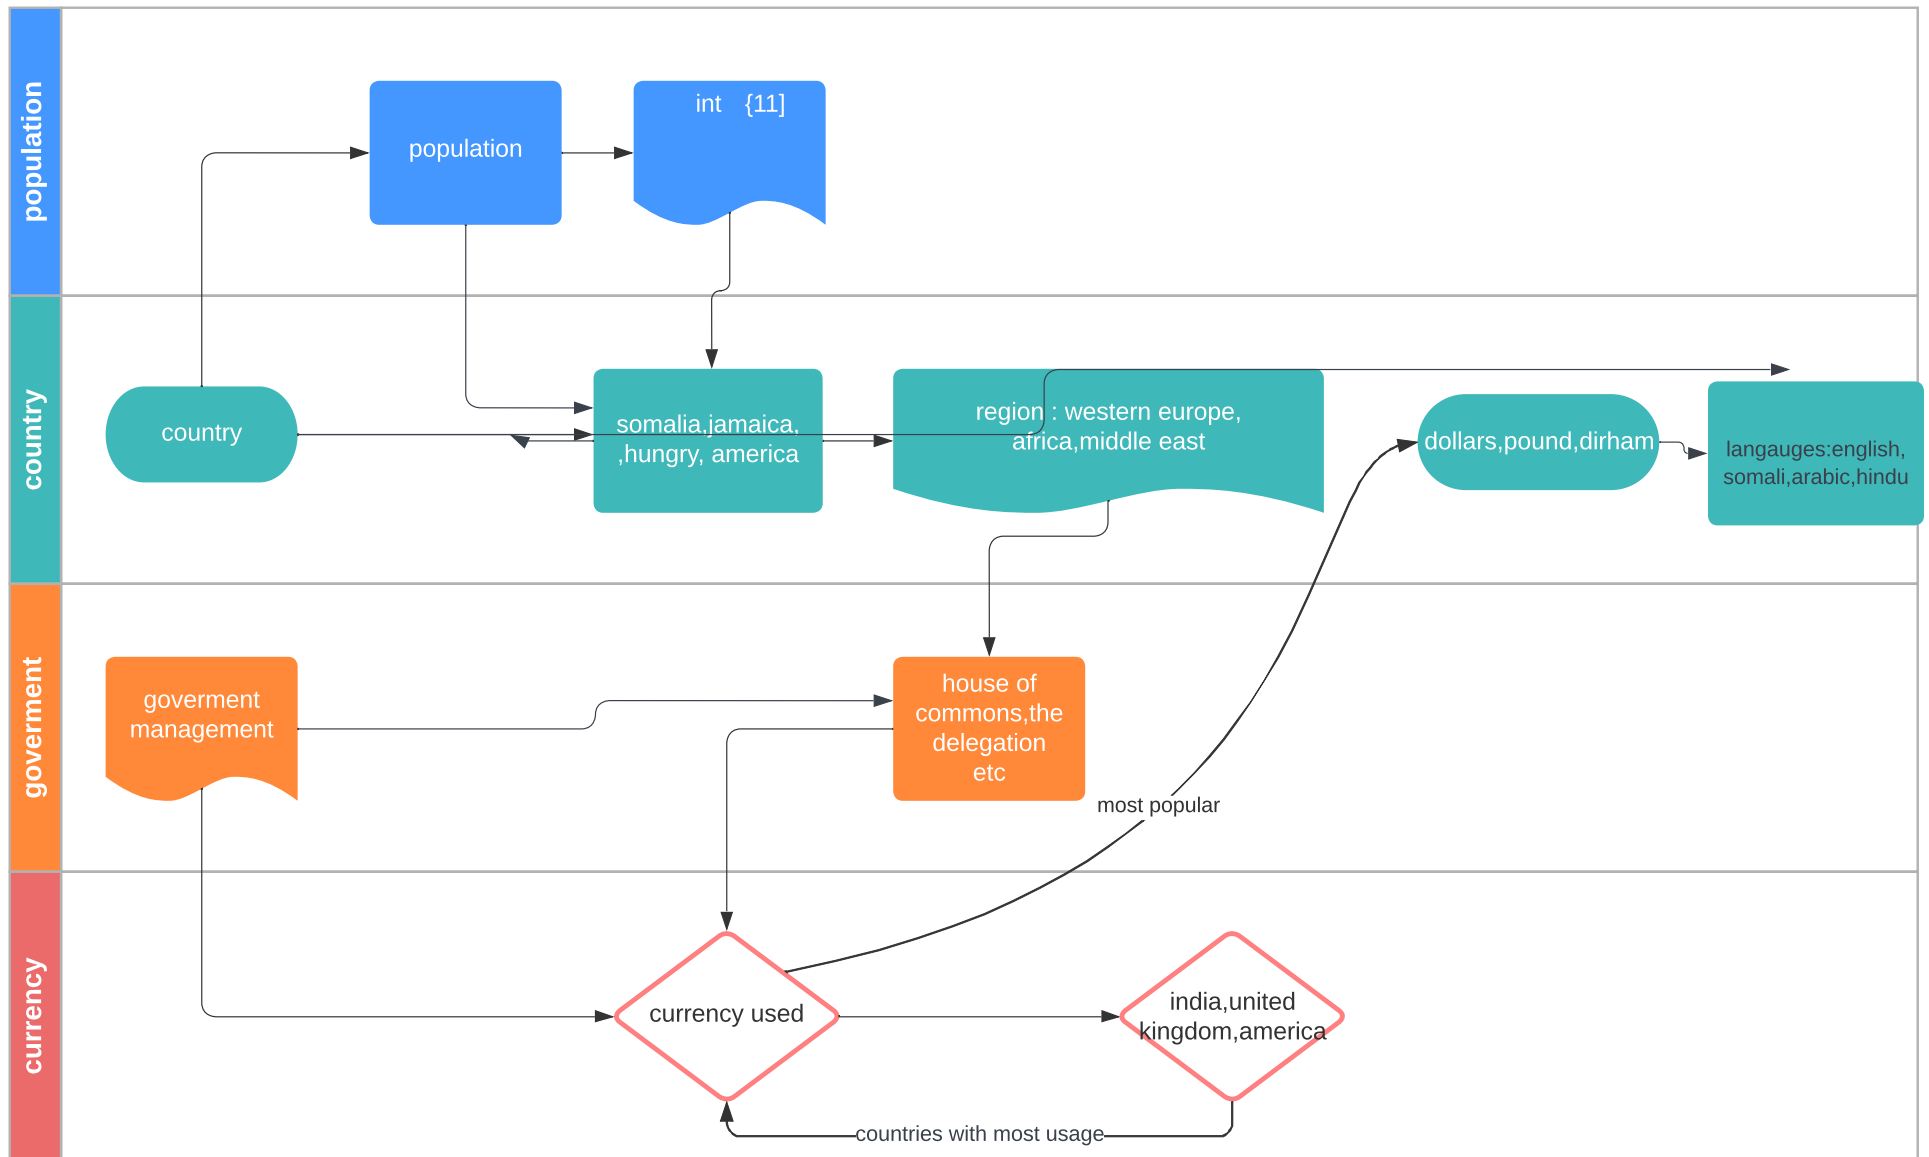 population
population
int {11]
country
country
somalia,jamaica,
,hungry, america
region : western europe,
africa,middle east
dollars,pound,dirham
langauges:english,
somali,arabic,hindu
goverment
goverment
management
house of
commons,the
delegation
etc
most popular
currency
currency used
india,united
kingdom,america
countries with most usage